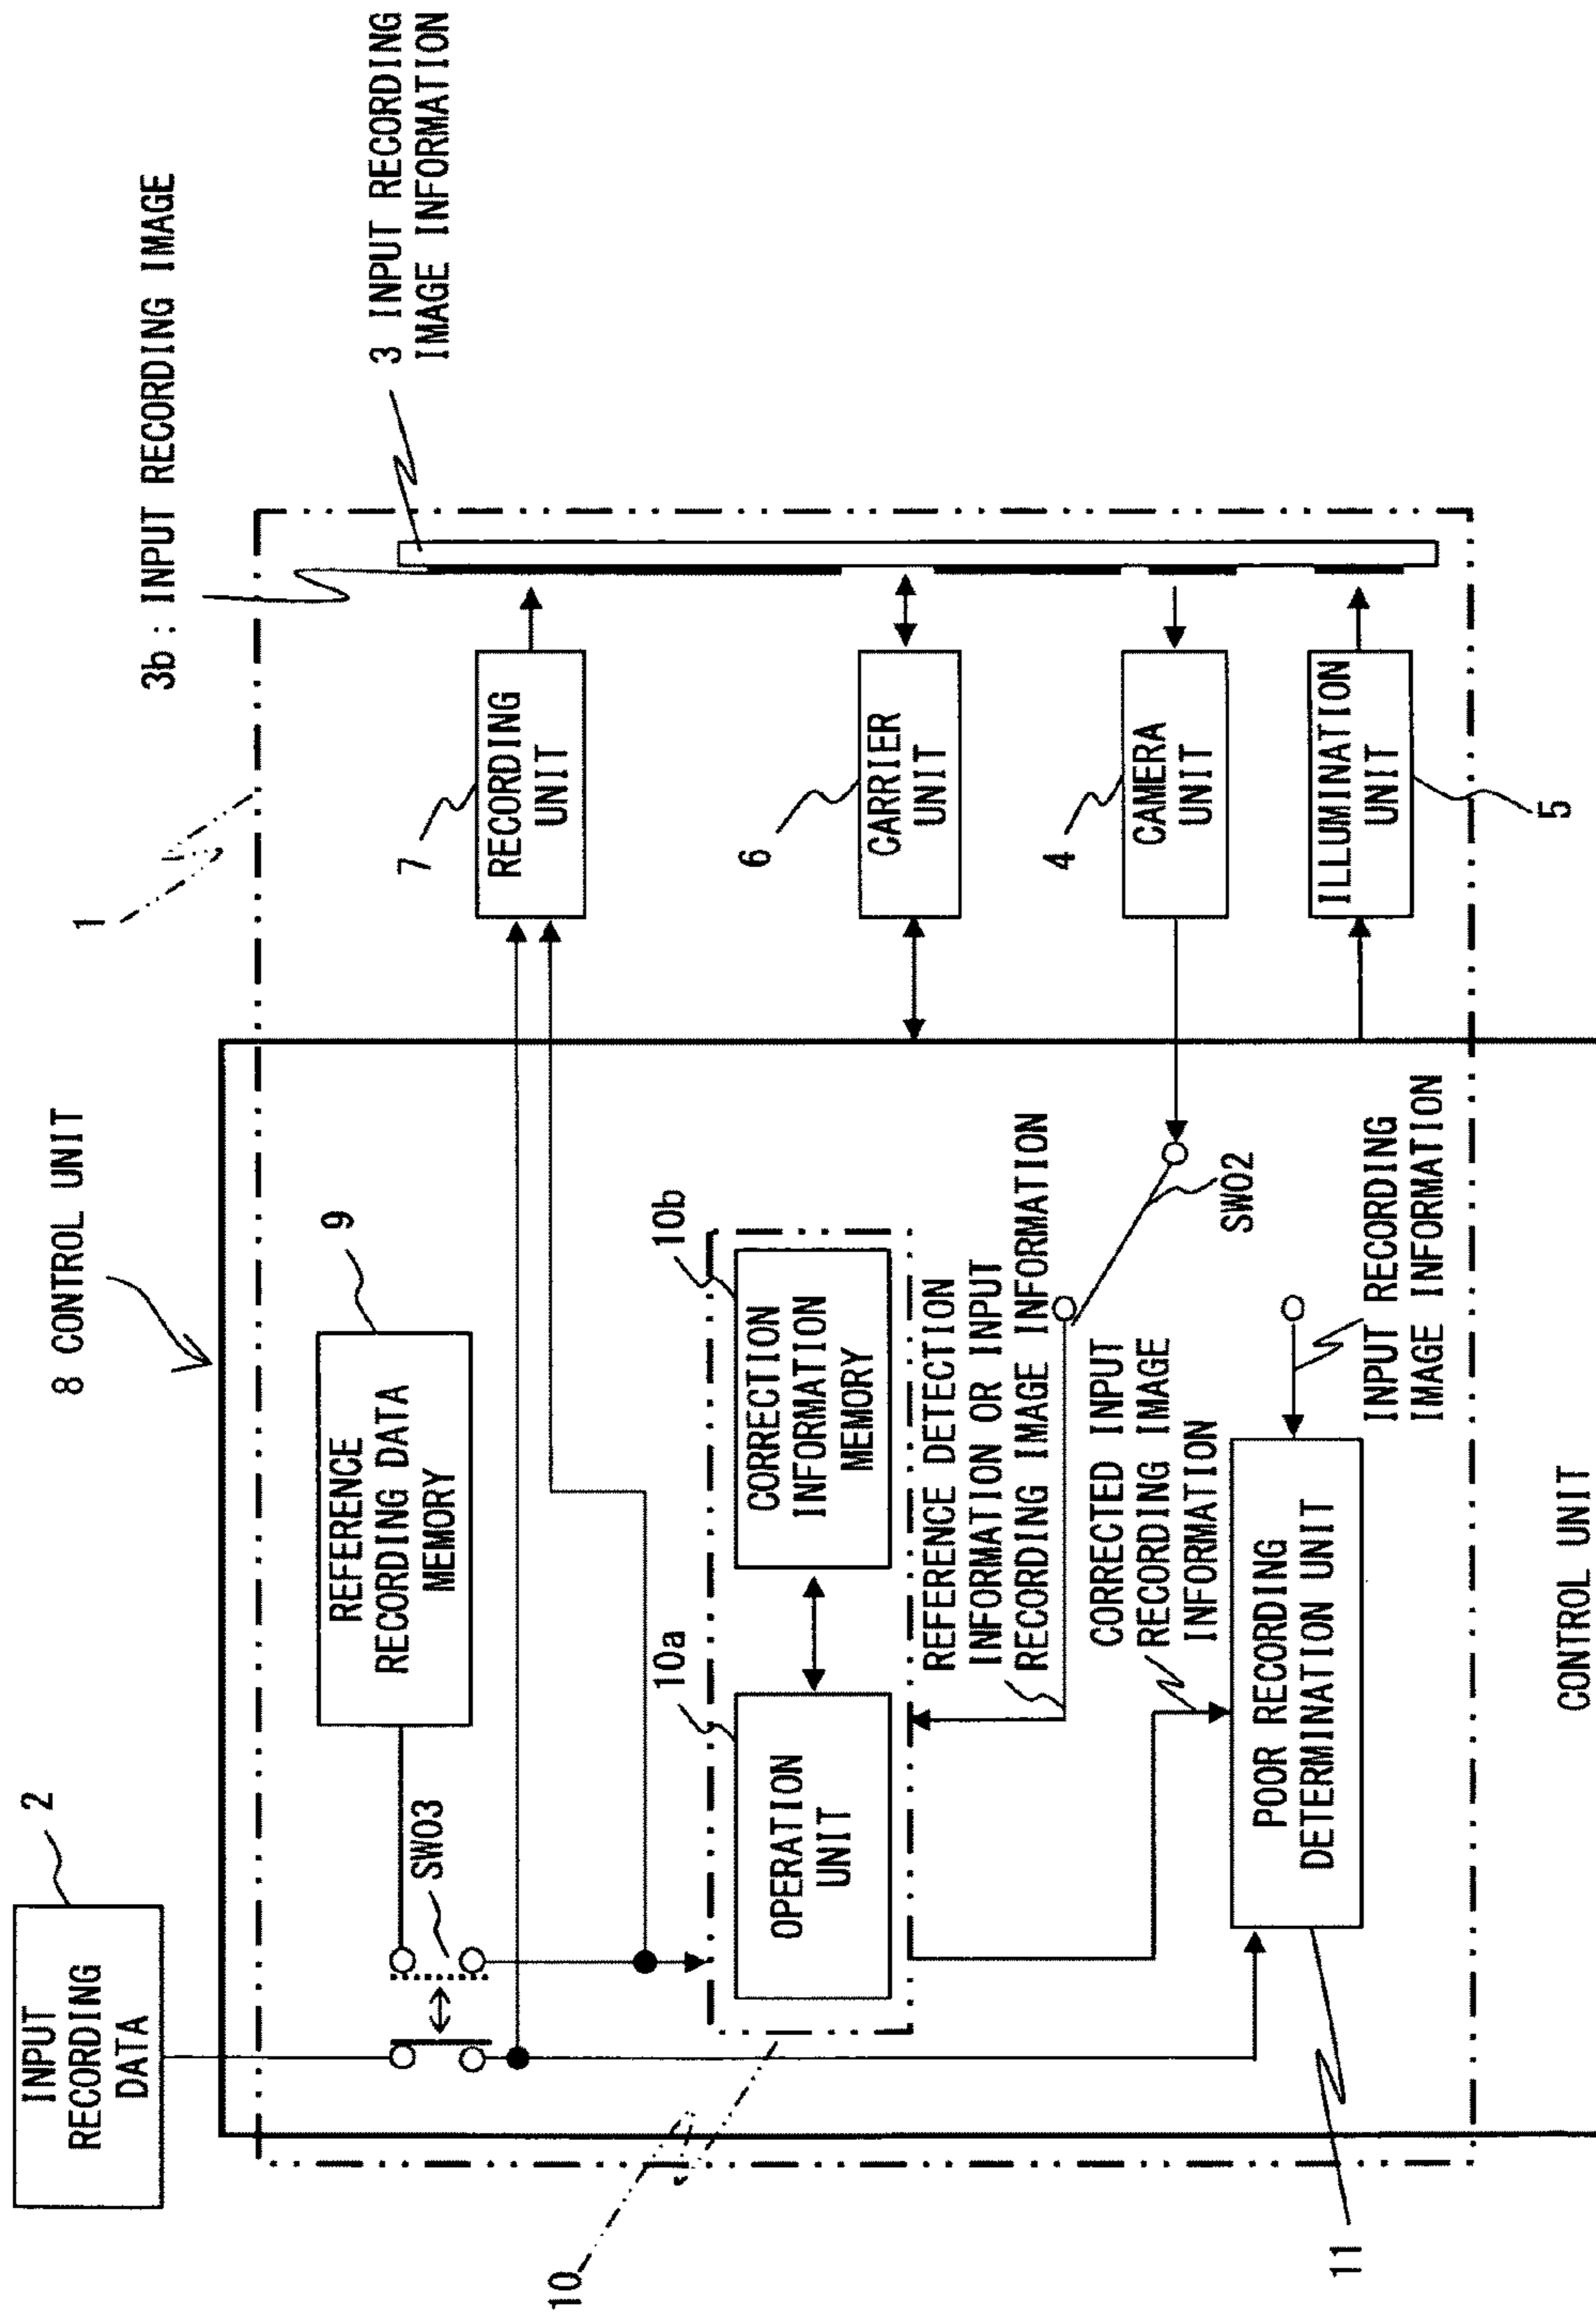 INPUT
RECORDING
DATA
2
8 CONTROL UNIT
1
3b : INPUT RECORDING IMAGE
3 INPUT RECORDING
IMAGE INFORMATION
SW03
REFERENCE
RECORDING DATA
MEMORY
9
7
RECORDING
UNIT
10
10a
OPERATION
UNIT
10b
CORRECTION
INFORMATION
MEMORY
6
CARRIER
UNIT
REFERENCE DETECTION
INFORMATION OR INPUT
RECORDING IMAGE INFORMATION
4
CAMERA
UNIT
SW02
CORRECTED INPUT
RECORDING IMAGE
INFORMATION
11
POOR RECORDING
DETERMINATION UNIT
INPUT RECORDING
IMAGE INFORMATION
ILLUMINATION
UNIT
5
CONTROL UNIT